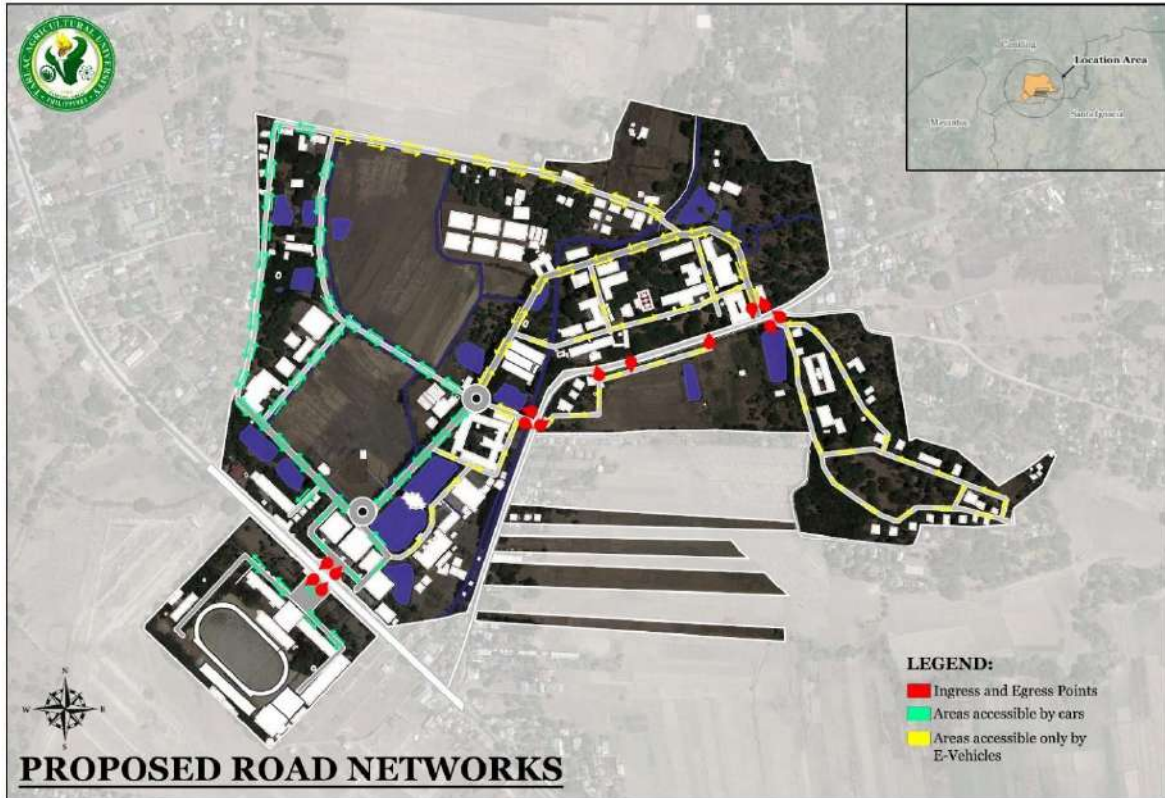 TARLAC AGRICULTURAL UNIVERSITY
PHILIPPINES
Camiling
Location Area
Mayantoc
Santa Ignacia
N
W
E
S
LEGEND:
Ingress and Egress Points
Areas accessible by cars
Areas accessible only by
E-Vehicles
PROPOSED ROAD NETWORKS